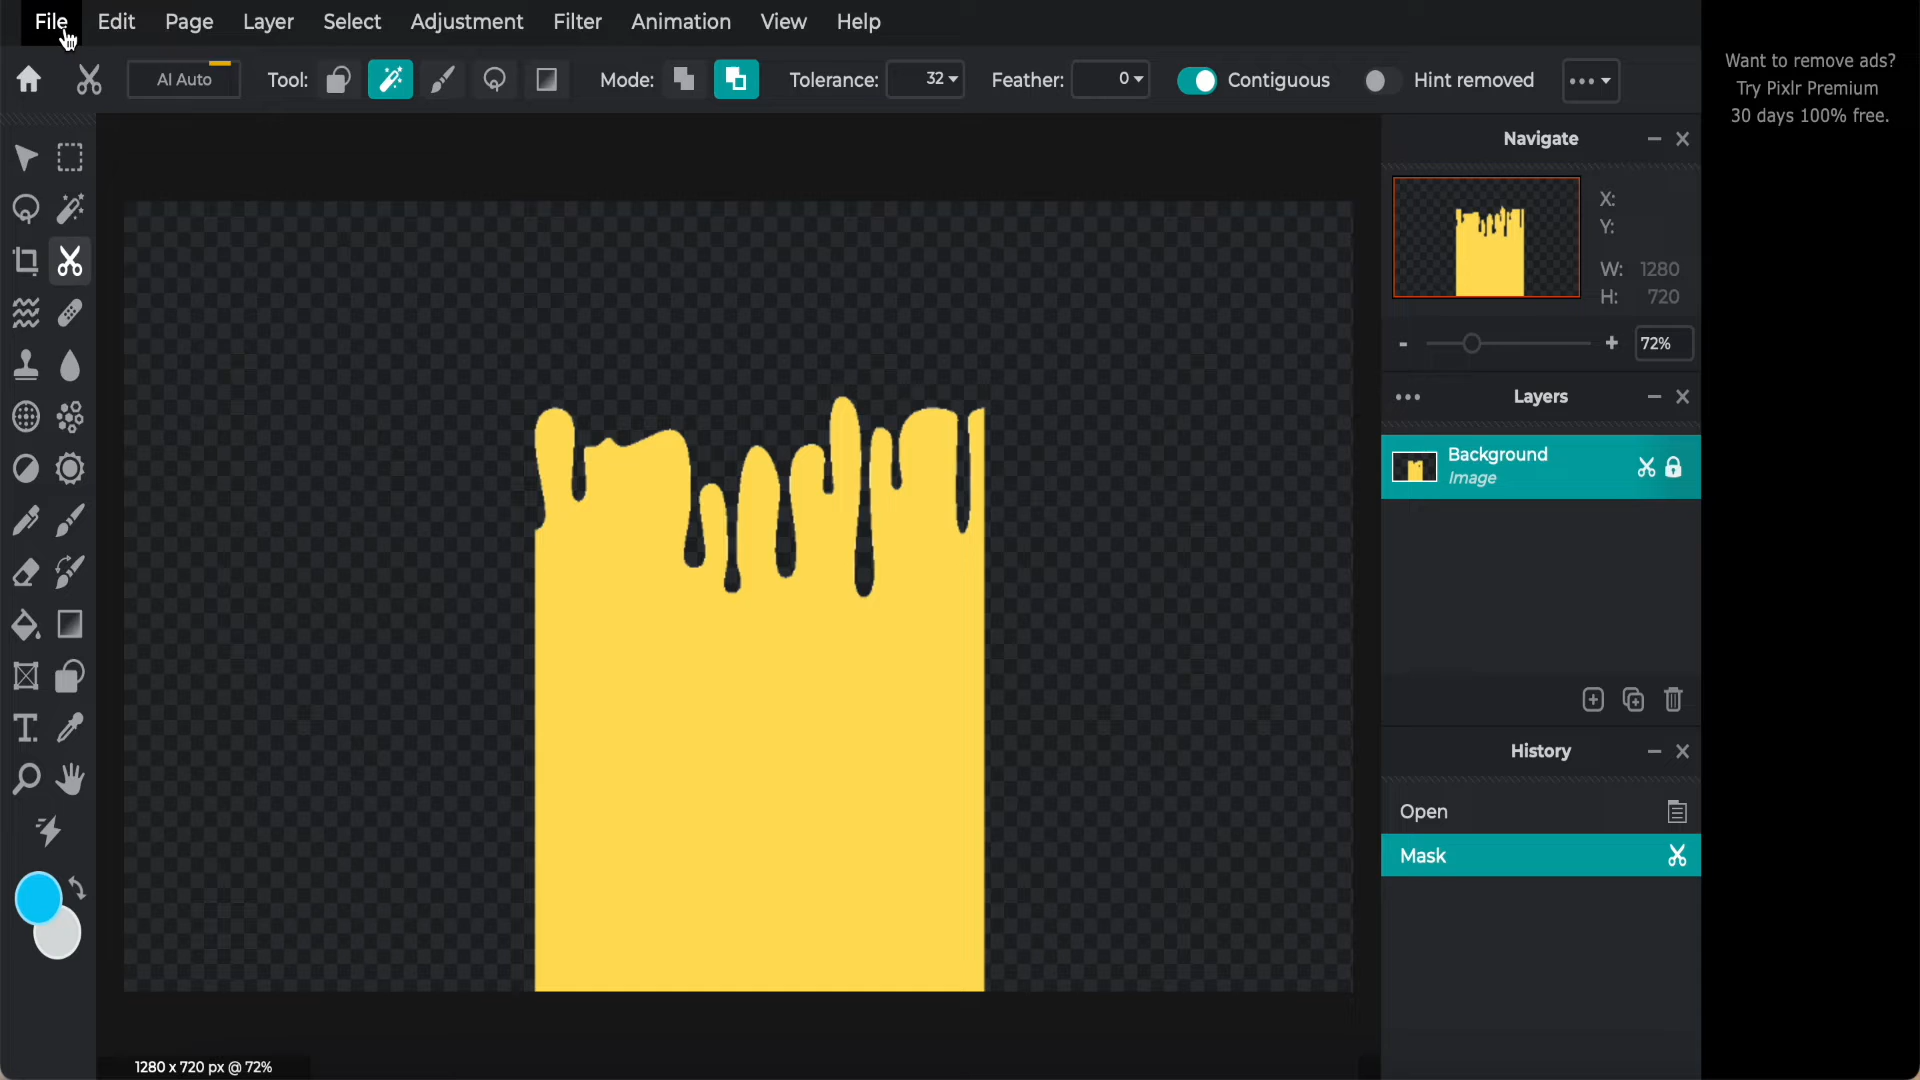 File Edit Page Layer Select Adjustment Filter Animation View Help
AI Auto Tool: Mode: Tolerance: 32 Feather: 0 Contiguous Hint removed
Want to remove ads?
Try Pixlr Premium
30 days 100% free.
Navigate
X:
Y:
W: 1280
H: 720
- + 72%
Layers
Background
Image
History
Open
Mask
1280 x 720 px @ 72%